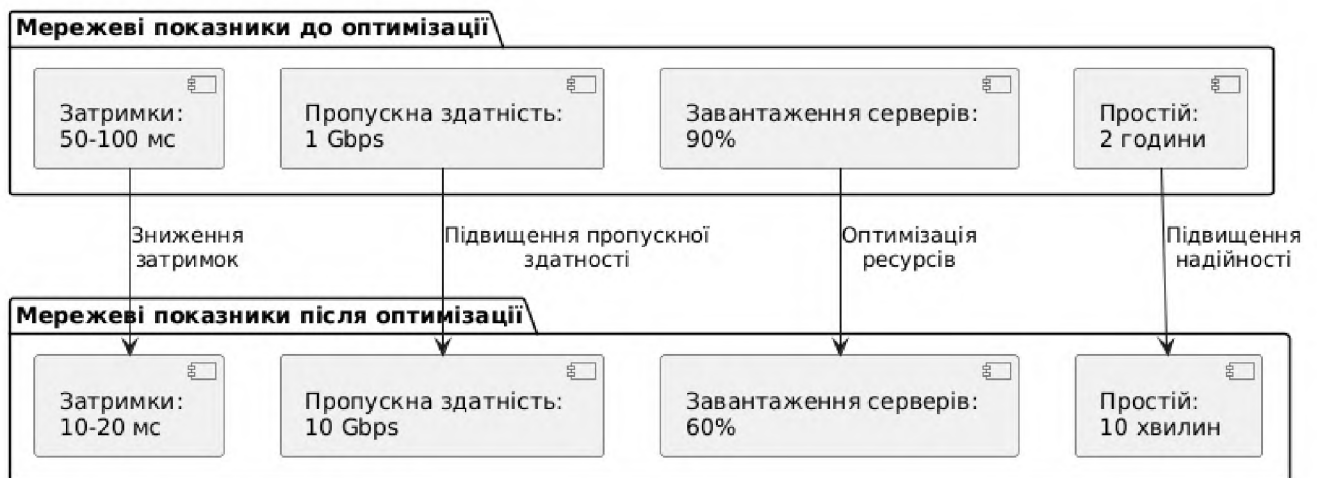 Мережеві показники до оптимізації
Затримки:
50-100 мс
Пропускна здатність:
1 Gbps
Завантаження серверів:
90%
Простій:
2 години
Зниження
затримок
Підвищення пропускної
здатності
Оптимізація
ресурсів
Підвищення
надійності
Мережеві показники після оптимізації
Затримки:
10-20 мс
Пропускна здатність:
10 Gbps
Завантаження серверів:
60%
Простій:
10 хвилин